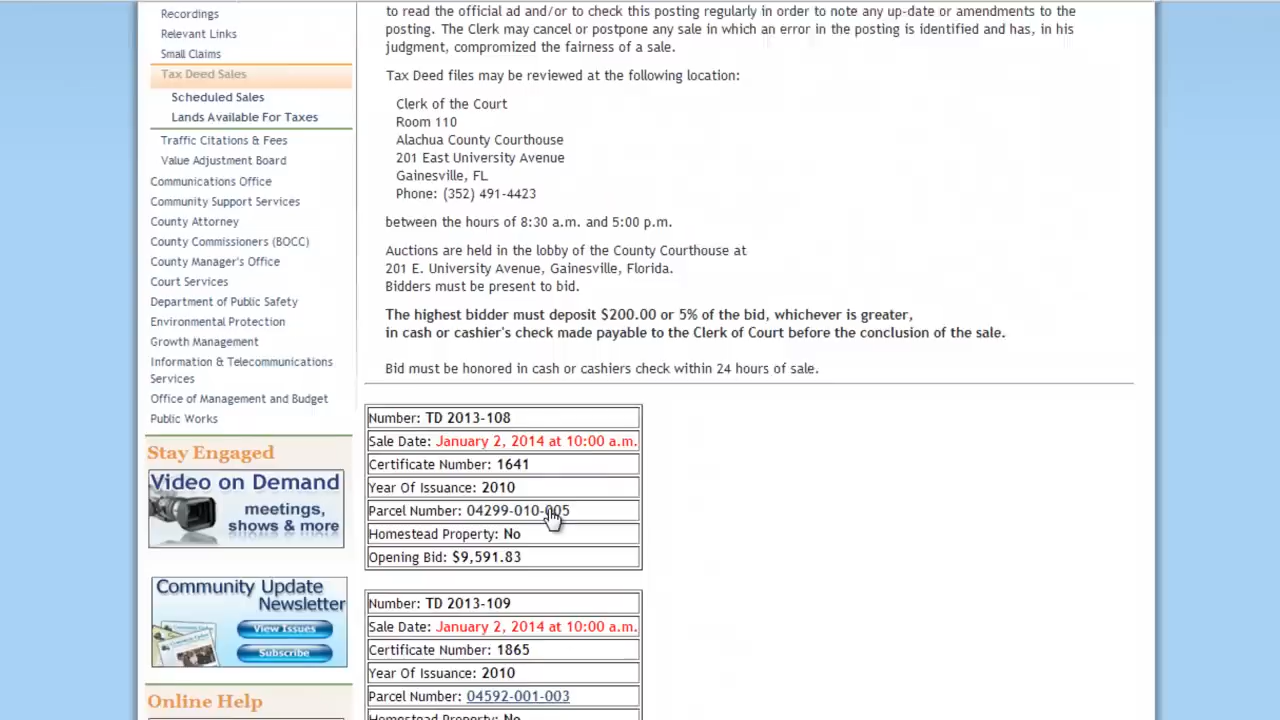 Recordings
Relevant Links
Small Claims
Tax Deed Sales
Scheduled Sales
Lands Available For Taxes
Traffic Citations & Fees
Value Adjustment Board
Communications Office
Community Support Services
County Attorney
County Commissioners (BOCC)
County Manager's Office
Court Services
Department of Public Safety
Environmental Protection
Growth Management
Information & Telecommunications
Services
Office of Management and Budget
Public Works
Stay Engaged
Video on Demand
meetings,
shows & more
Community Update
Newsletter
View Issues
Subscribe
Online Help
to read the official ad and/or to check this posting regularly in order to note any up-date or amendments to the
posting. The Clerk may cancel or postpone any sale in which an error in the posting is identified and has, in his
judgment, compromized the fairness of a sale.
Tax Deed files may be reviewed at the following location:
Clerk of the Court
Room 110
Alachua County Courthouse
201 East University Avenue
Gainesville, FL
Phone: (352) 491-4423
between the hours of 8:30 a.m. and 5:00 p.m.
Auctions are held in the lobby of the County Courthouse at
201 E. University Avenue, Gainesville, Florida.
Bidders must be present to bid.
The highest bidder must deposit $200.00 or 5% of the bid, whichever is greater,
in cash or cashier's check made payable to the Clerk of Court before the conclusion of the sale.
Bid must be honored in cash or cashiers check within 24 hours of sale.
Number: TD 2013-108
Sale Date: January 2, 2014 at 10:00 a.m.
Certificate Number: 1641
Year Of Issuance: 2010
Parcel Number: 04299-010-005
Homestead Property: No
Opening Bid: $9,591.83
Number: TD 2013-109
Sale Date: January 2, 2014 at 10:00 a.m.
Certificate Number: 1865
Year Of Issuance: 2010
Parcel Number: 04592-001-003
Homestead Property: No